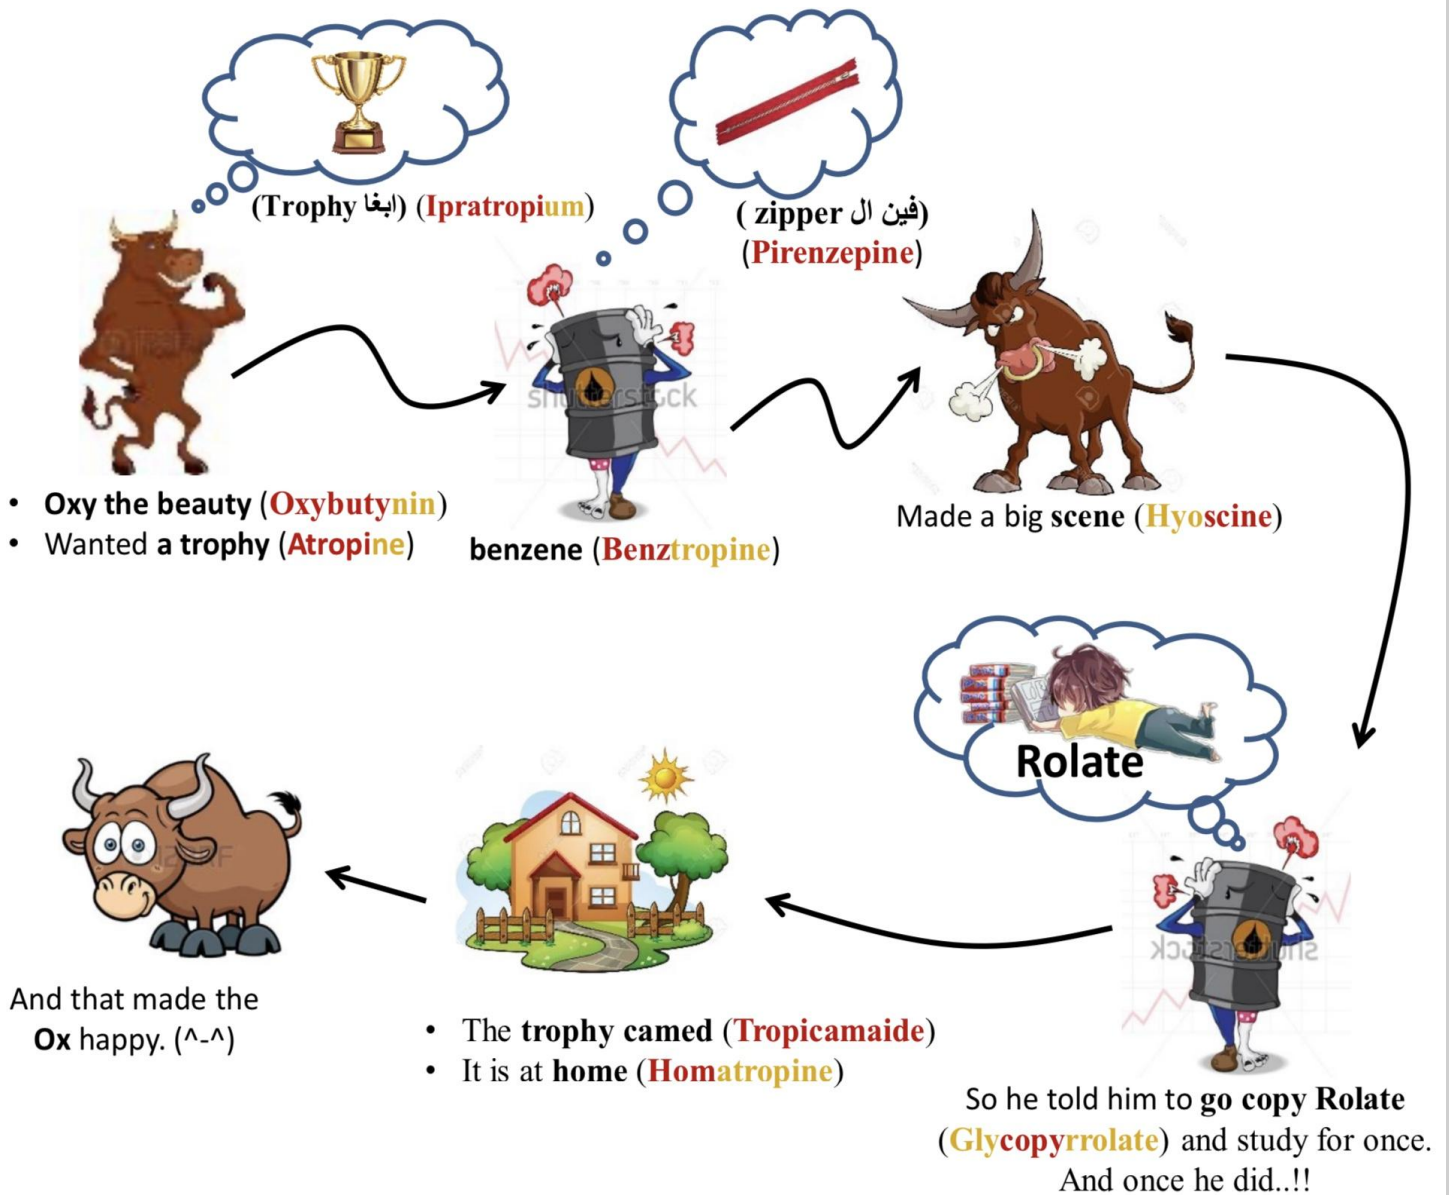 (Trophy ابغا) (Ipratropium)
( zipper فين ال)
(Pirenzepine)
shutterstock
• Oxy the beauty (Oxybutynin)
• Wanted a trophy (Atropine)
benzene (Benztropine)
Made a big scene (Hyoscine)
Rolate
shutterstock
And that made the
Ox happy. (^-^)
• The trophy camed (Tropicamaide)
• It is at home (Homatropine)
So he told him to go copy Rolate
(Glycopyrrolate) and study for once.
And once he did..!!